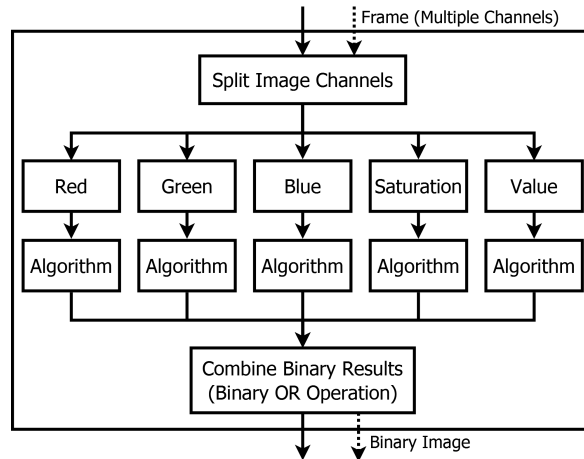 Frame (Multiple Channels)
Split Image Channels
Red
Green
Blue
Saturation
Value
Algorithm
Algorithm
Algorithm
Algorithm
Algorithm
Combine Binary Results
(Binary OR Operation)
Binary Image